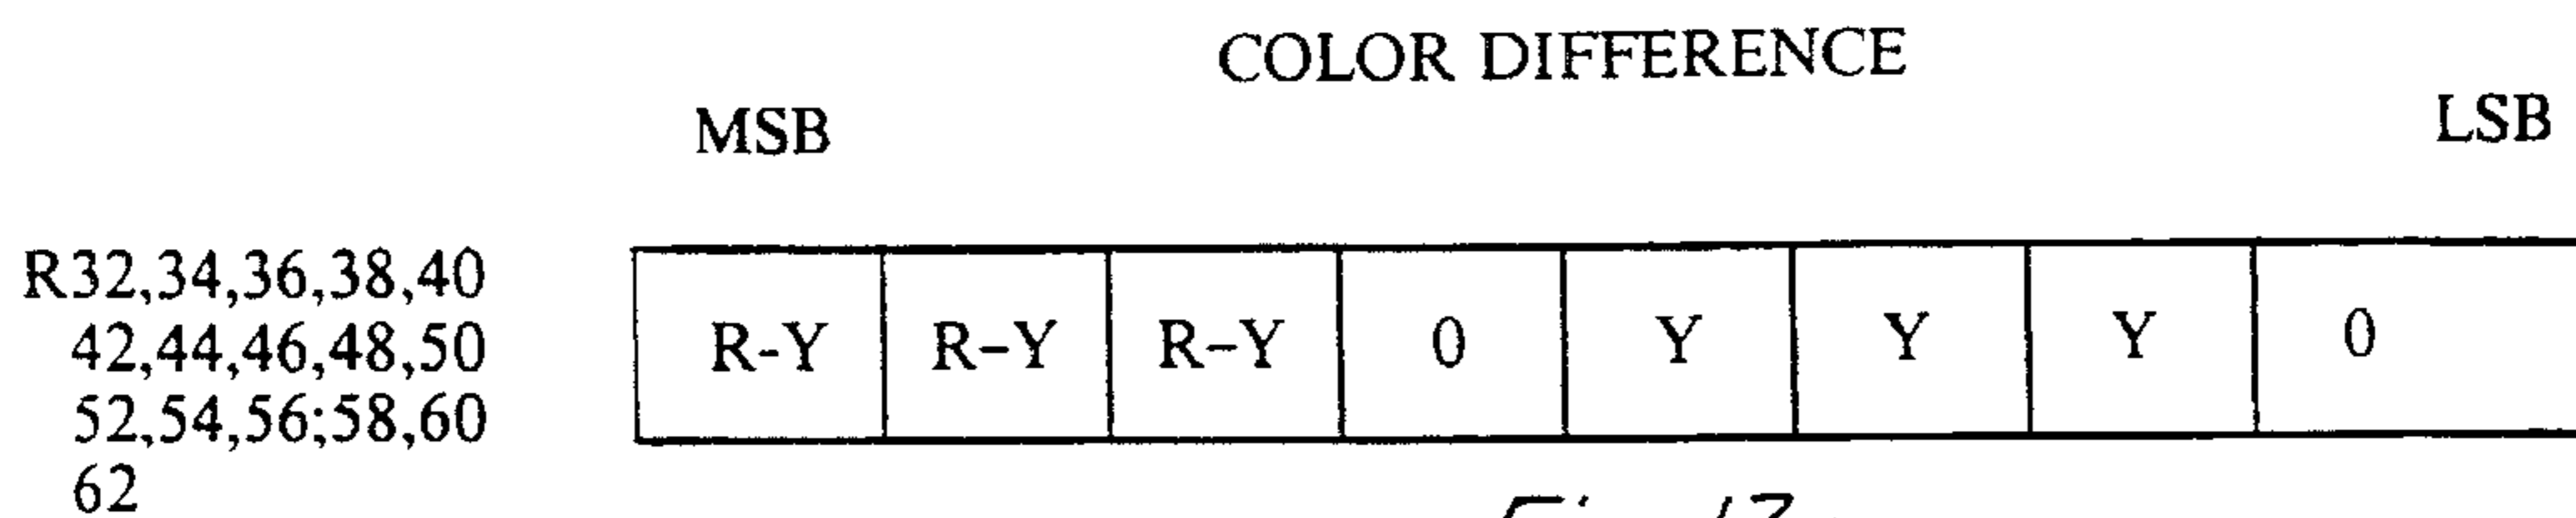 COLOR DIFFERENCE
MSB LSB
R32,34,36,38,40
42,44,46,48,50
52,54,56;58,60
62
R-Y R-Y R-Y 0 Y Y Y 0